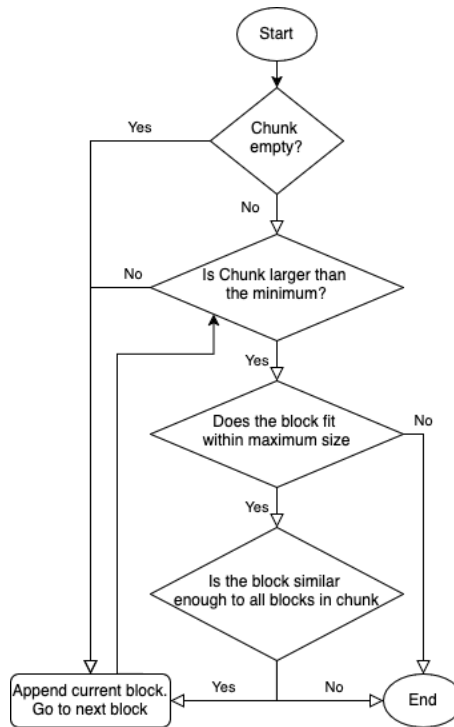 Start
Yes
Chunk
empty?
No
No
Is Chunk larger than
the minimum?
Yes
Does the block fit
within maximum size
No
Yes
Is the block similar
enough to all blocks in chunk
Append current block.
Go to next block
Yes
No
End